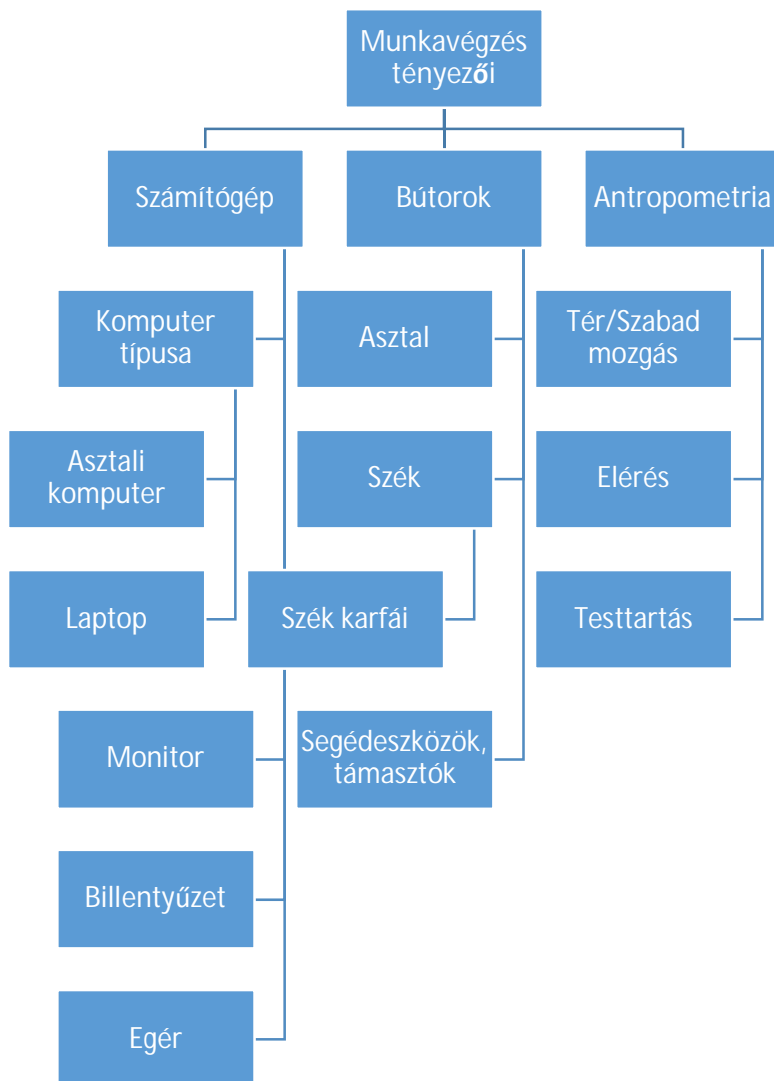 Munkavégzés
tényezői
Számítógép
Bútorok
Antropometria
Komputer
típusa
Asztal
Tér/Szabad
mozgás
Asztali
komputer
Szék
Elérés
Laptop
Szék karfái
Testtartás
Monitor
Segédeszközök,
támasztók
Billentyűzet
Egér